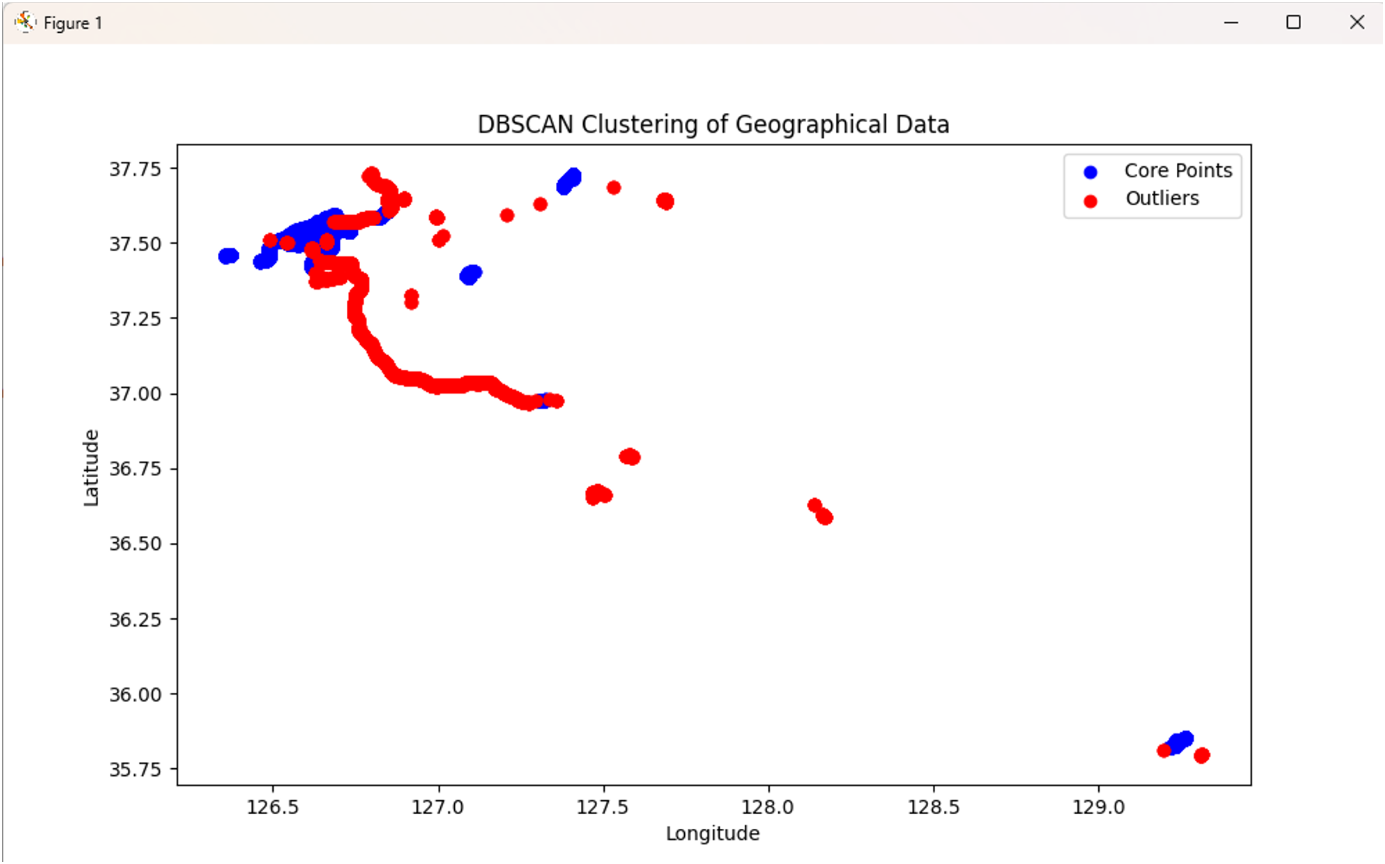 Figure 1
DBSCAN Clustering of Geographical Data
Core Points
Outliers
37.75
37.50
37.25
37.00
36.75
36.50
36.25
36.00
35.75
Latitude
126.5 127.0 127.5 128.0 128.5 129.0
Longitude